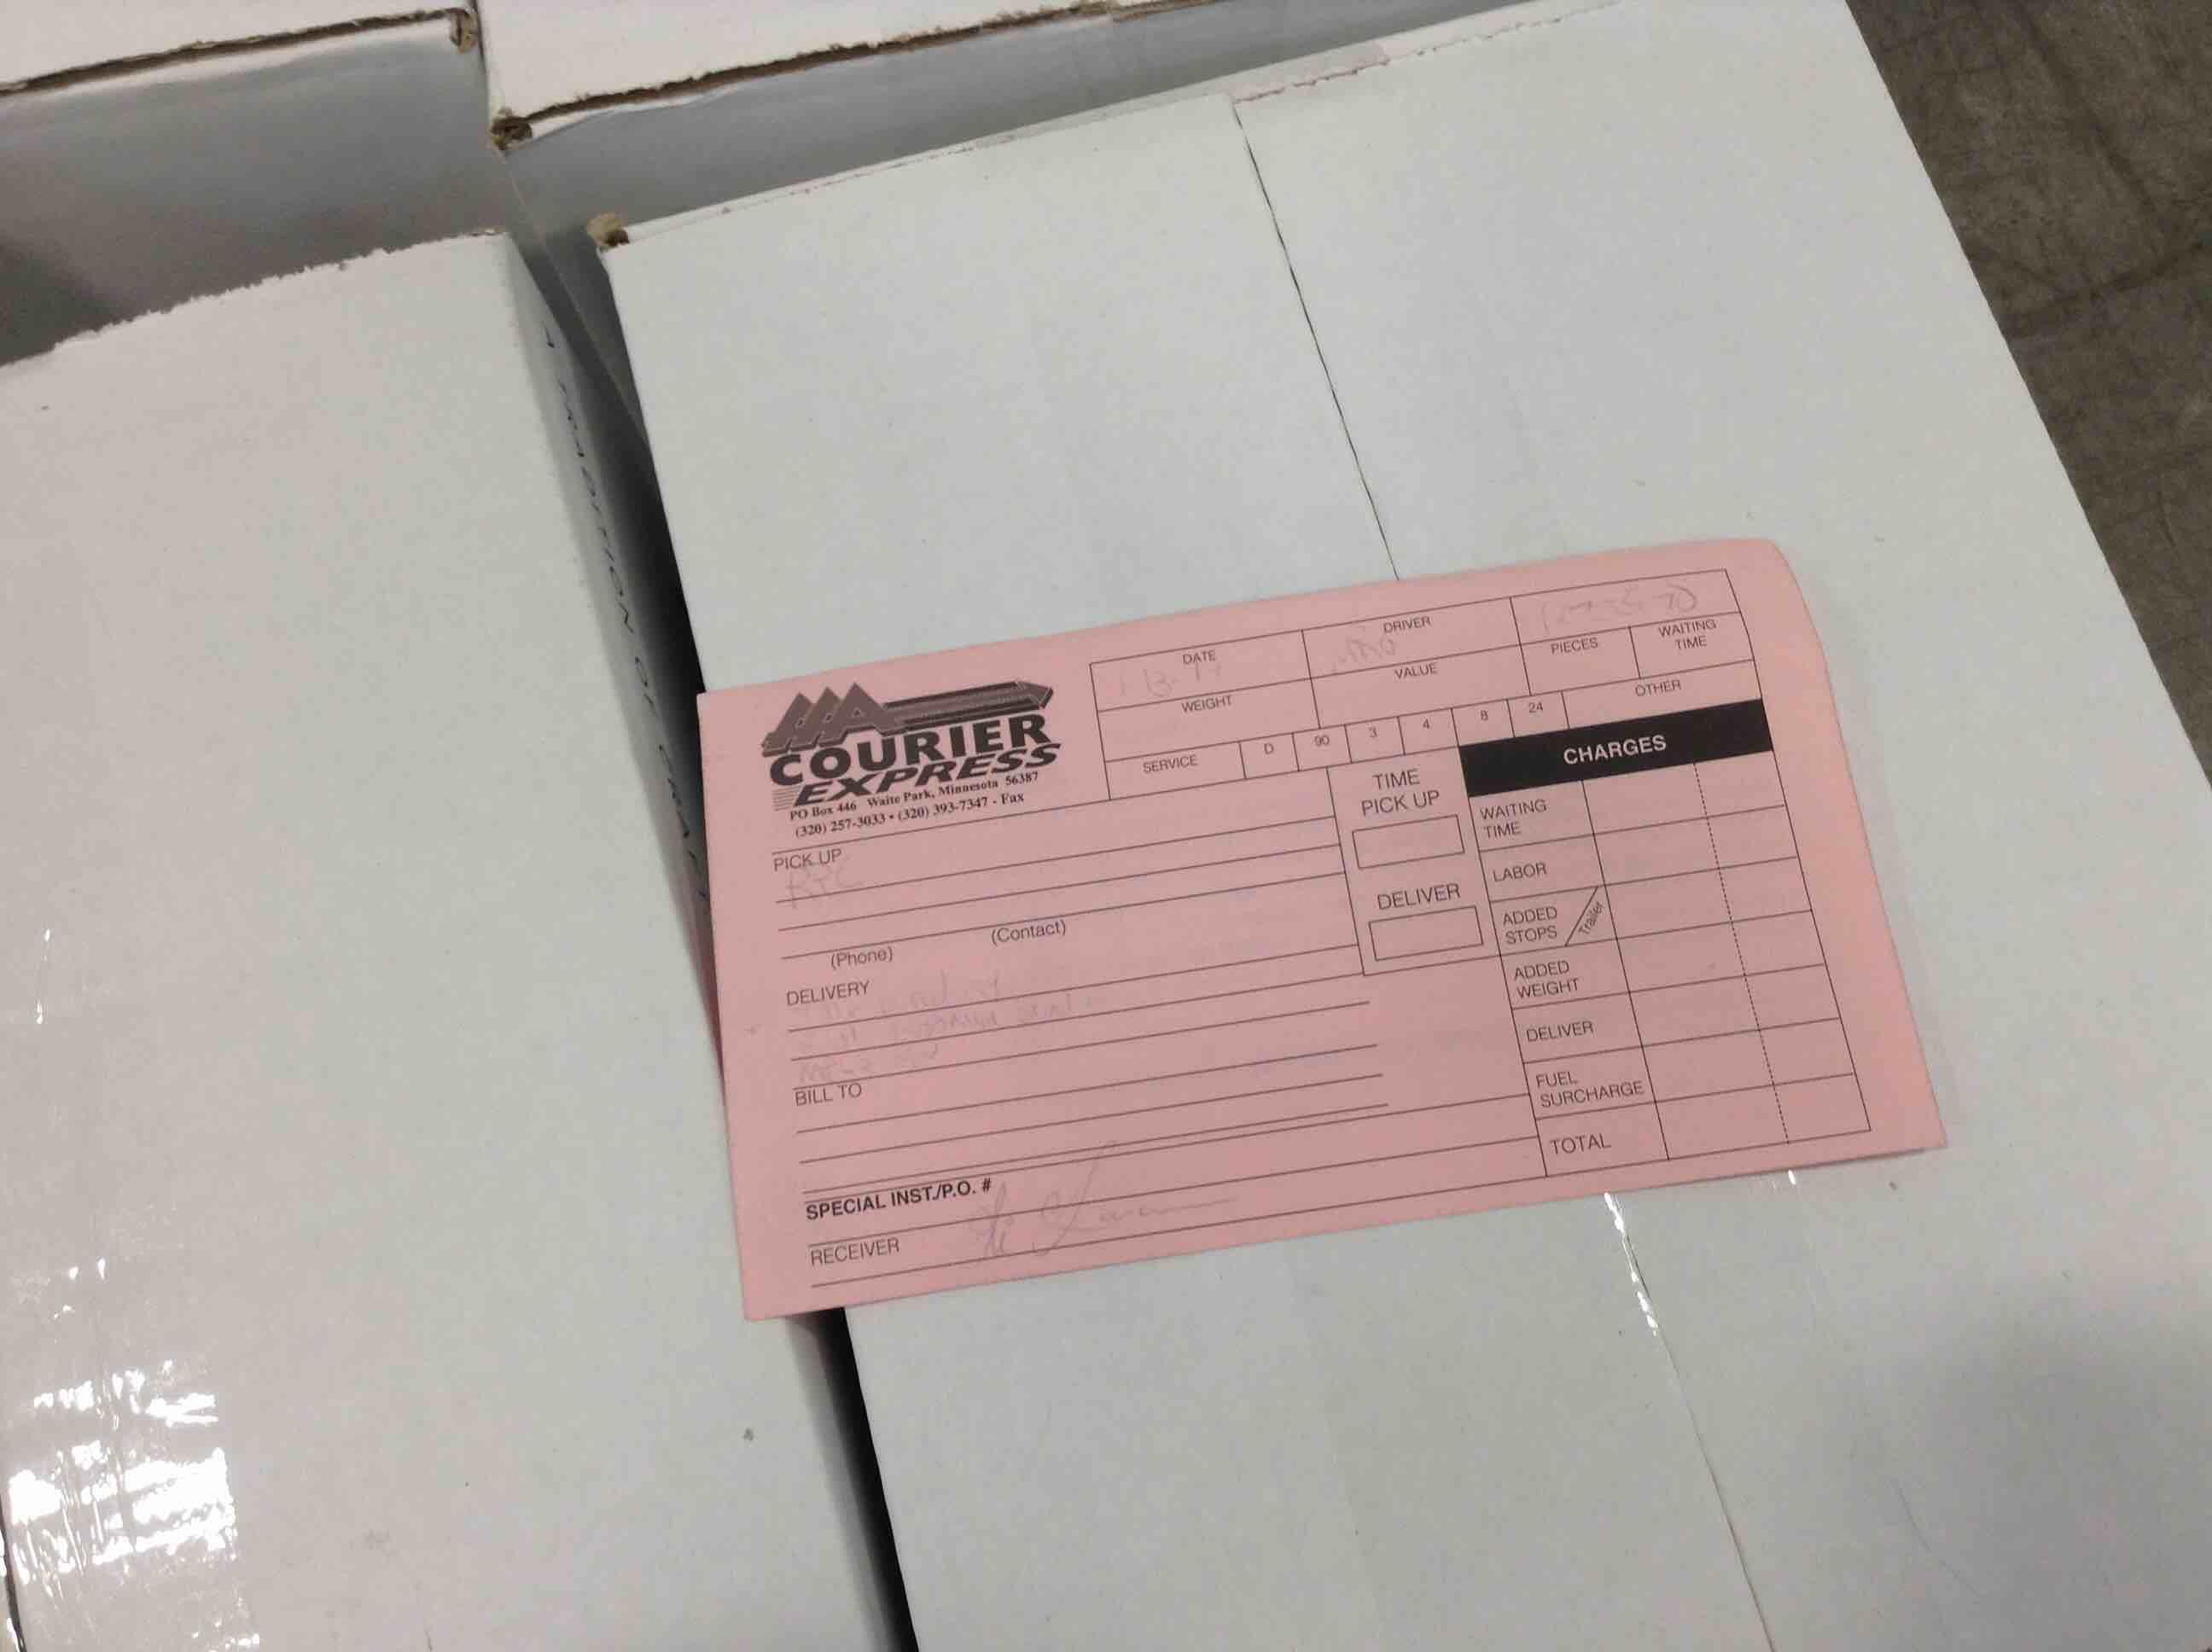 A TRADITION OF CRA
COURIER
EXPRESS
PO Box 446 Waite Park, Minnesota 56387
(320) 257-3033 • (320) 393-7347 - Fax
DATE
DRIVER
WEIGHT
VALUE
PIECES
WAITING
TIME
SERVICE D 90 3 4 8 24 OTHER
PICK UP
(Phone) (Contact)
DELIVERY
BILL TO
SPECIAL INST./P.O. #
RECEIVER
TIME
PICK UP
DELIVER
CHARGES
WAITING
TIME
LABOR
ADDED
STOPS Trailer
ADDED
WEIGHT
DELIVER
FUEL
SURCHARGE
TOTAL